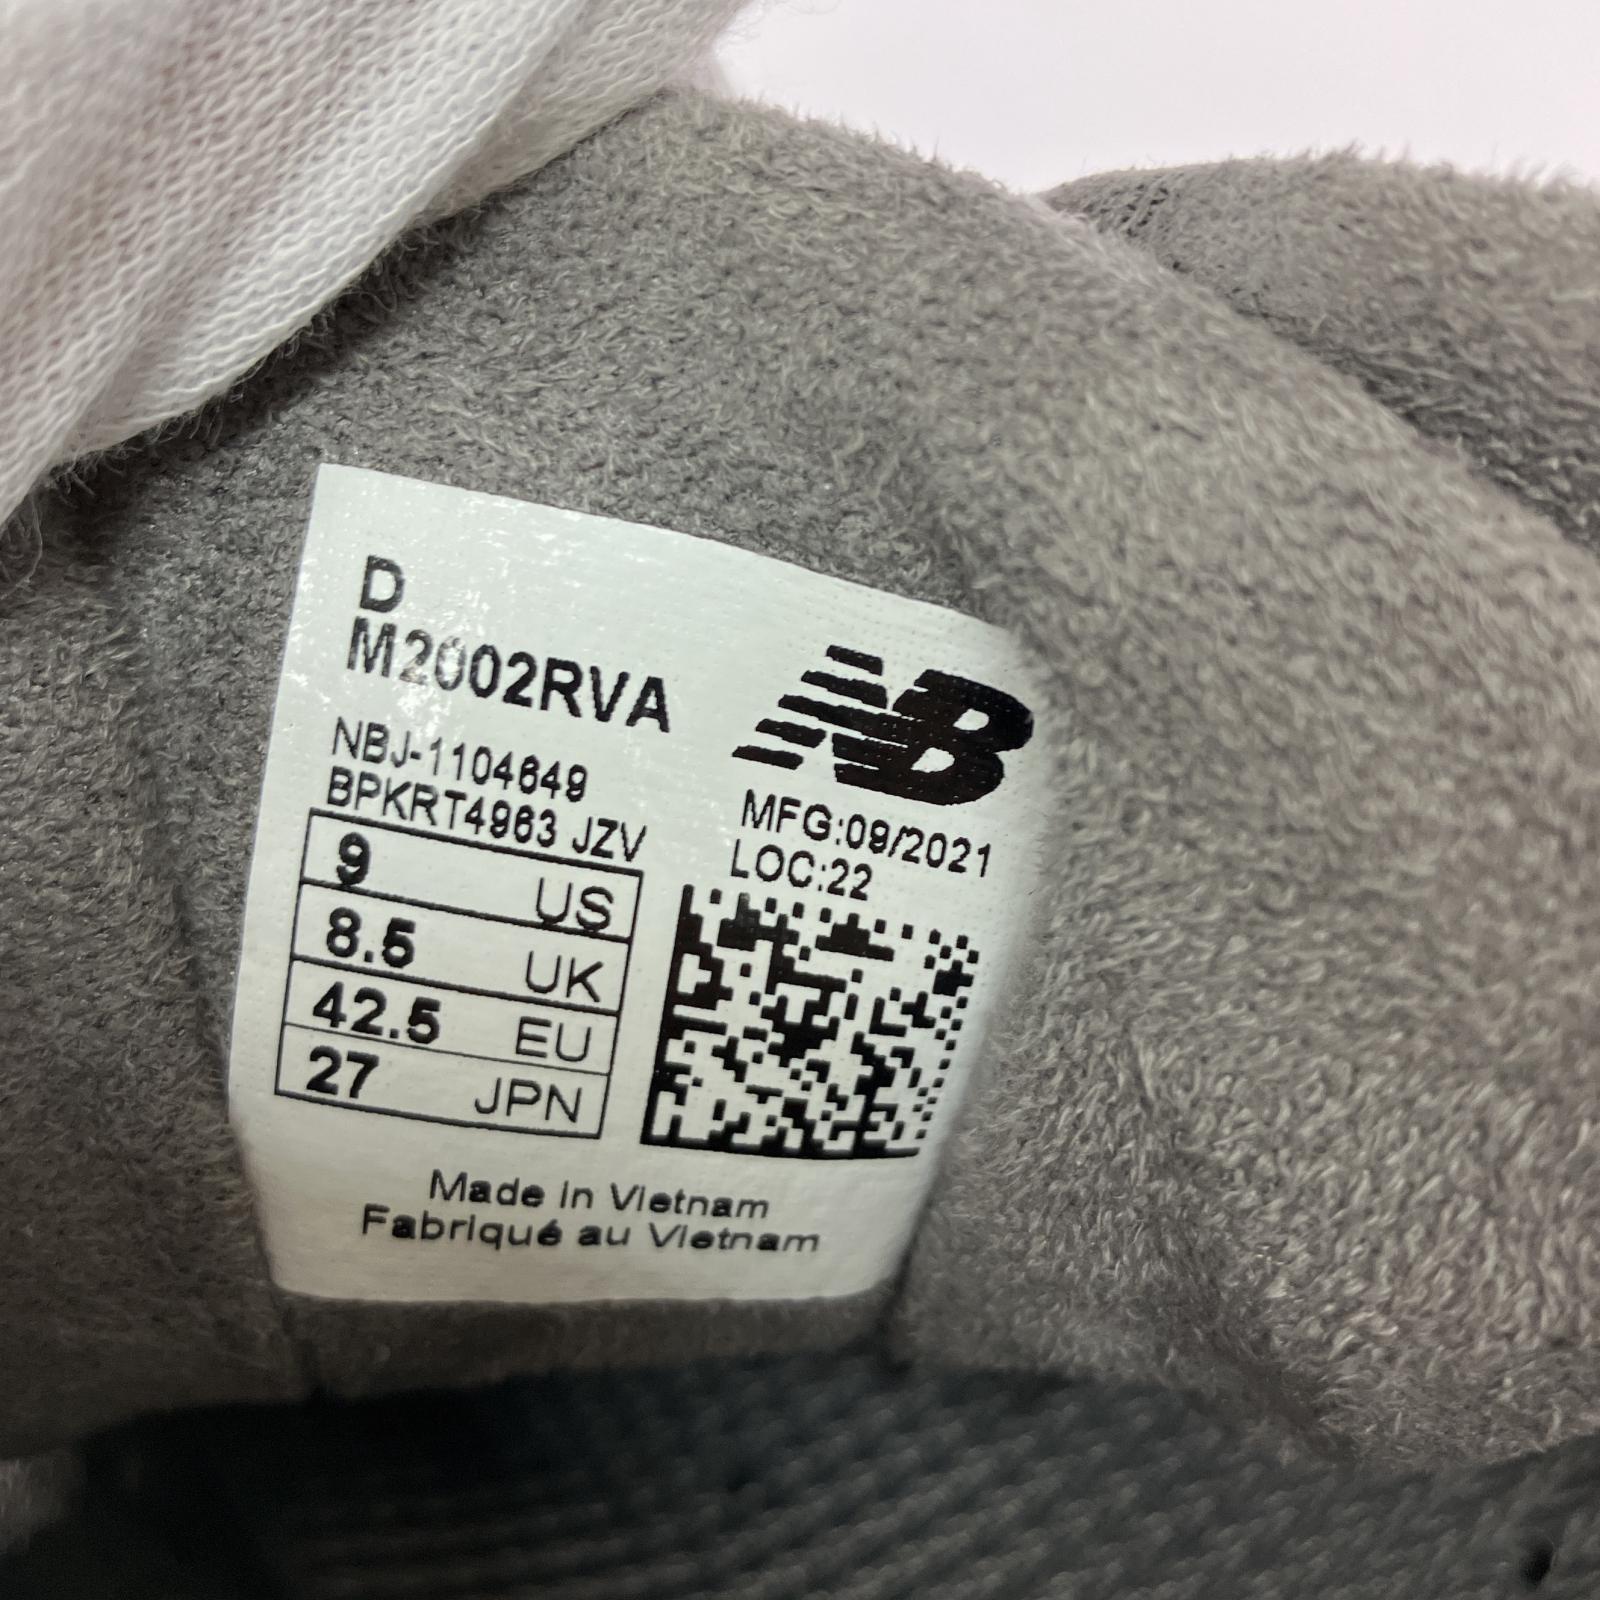 D
M2002RVA
NBJ-1104649
BPKRT4963 JZV
9 US
8.5 UK
42.5 EU
27 JPN
NB
MFG:09/2021
LOC:22
Made in Vietnam
Fabriqué au Vietnam